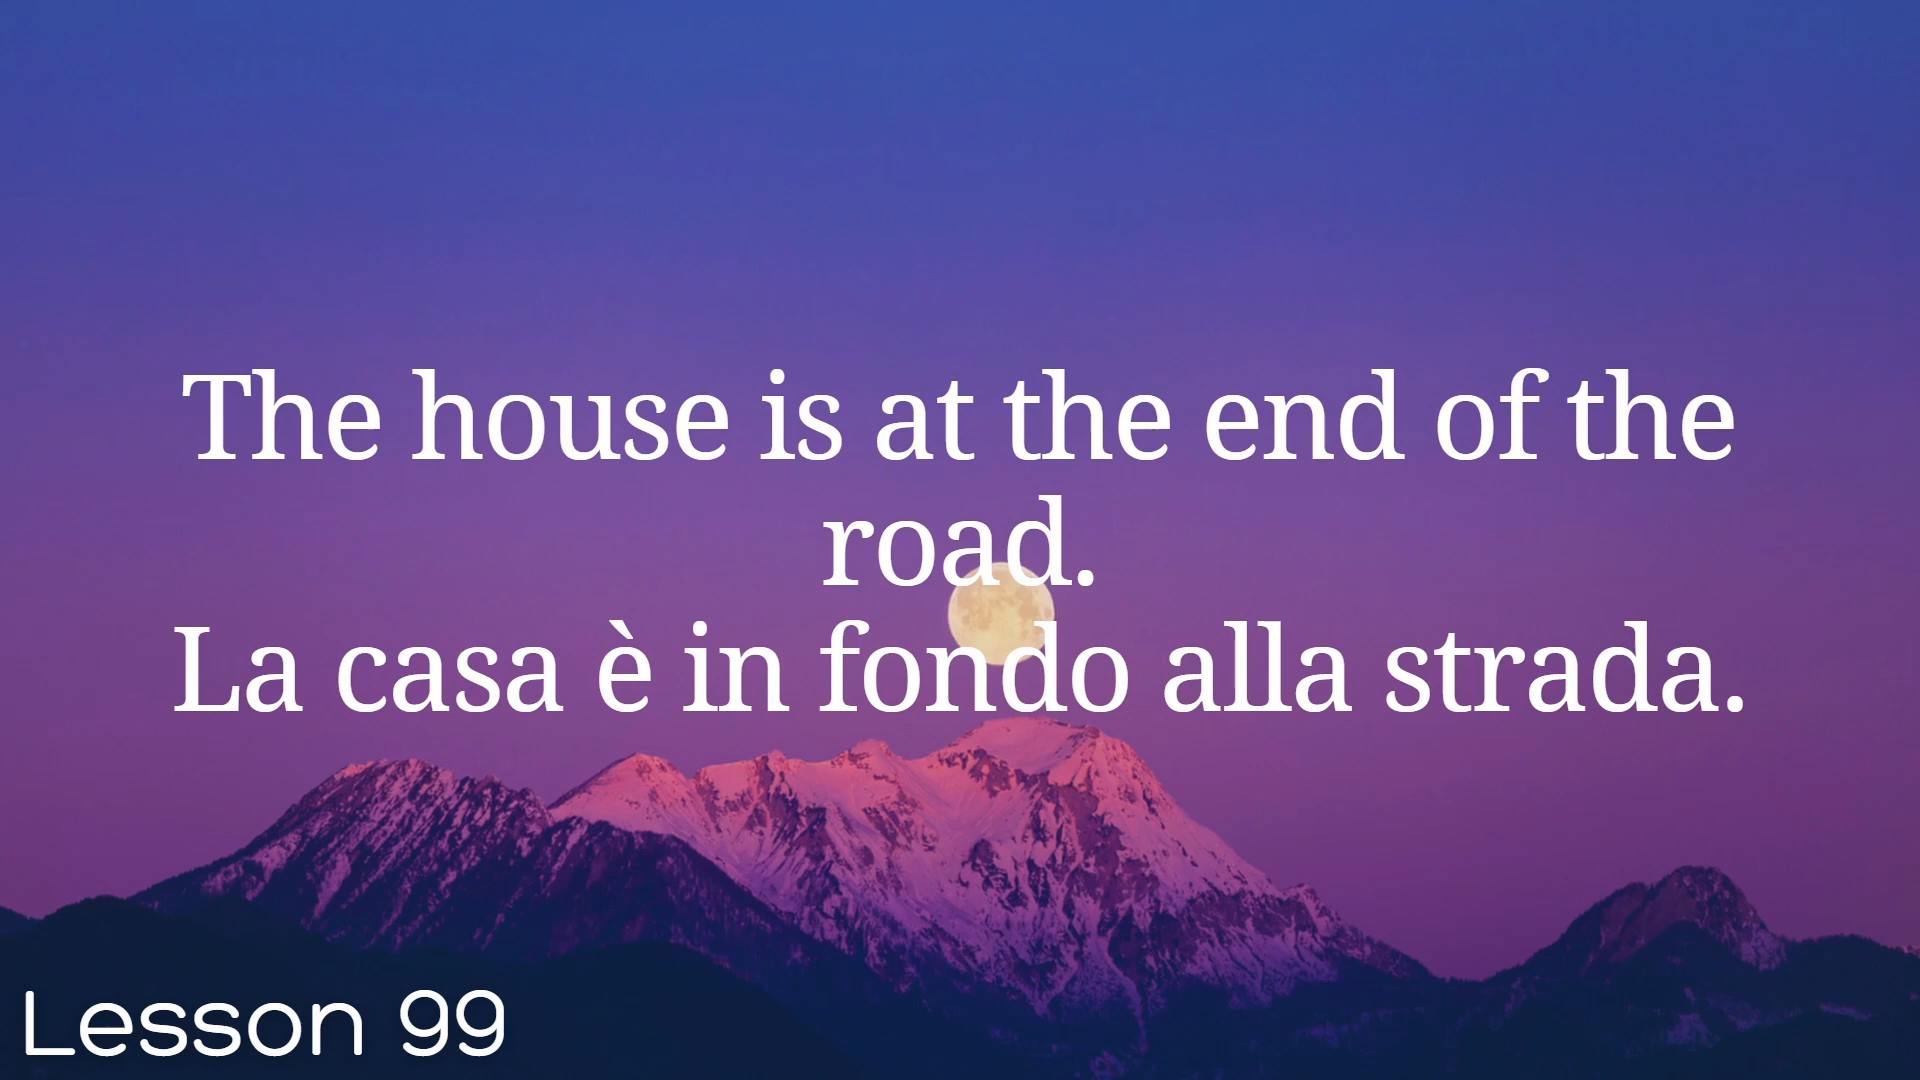 The house is at the end of the
road.
La casa è in fondo alla strada.
Lesson 99